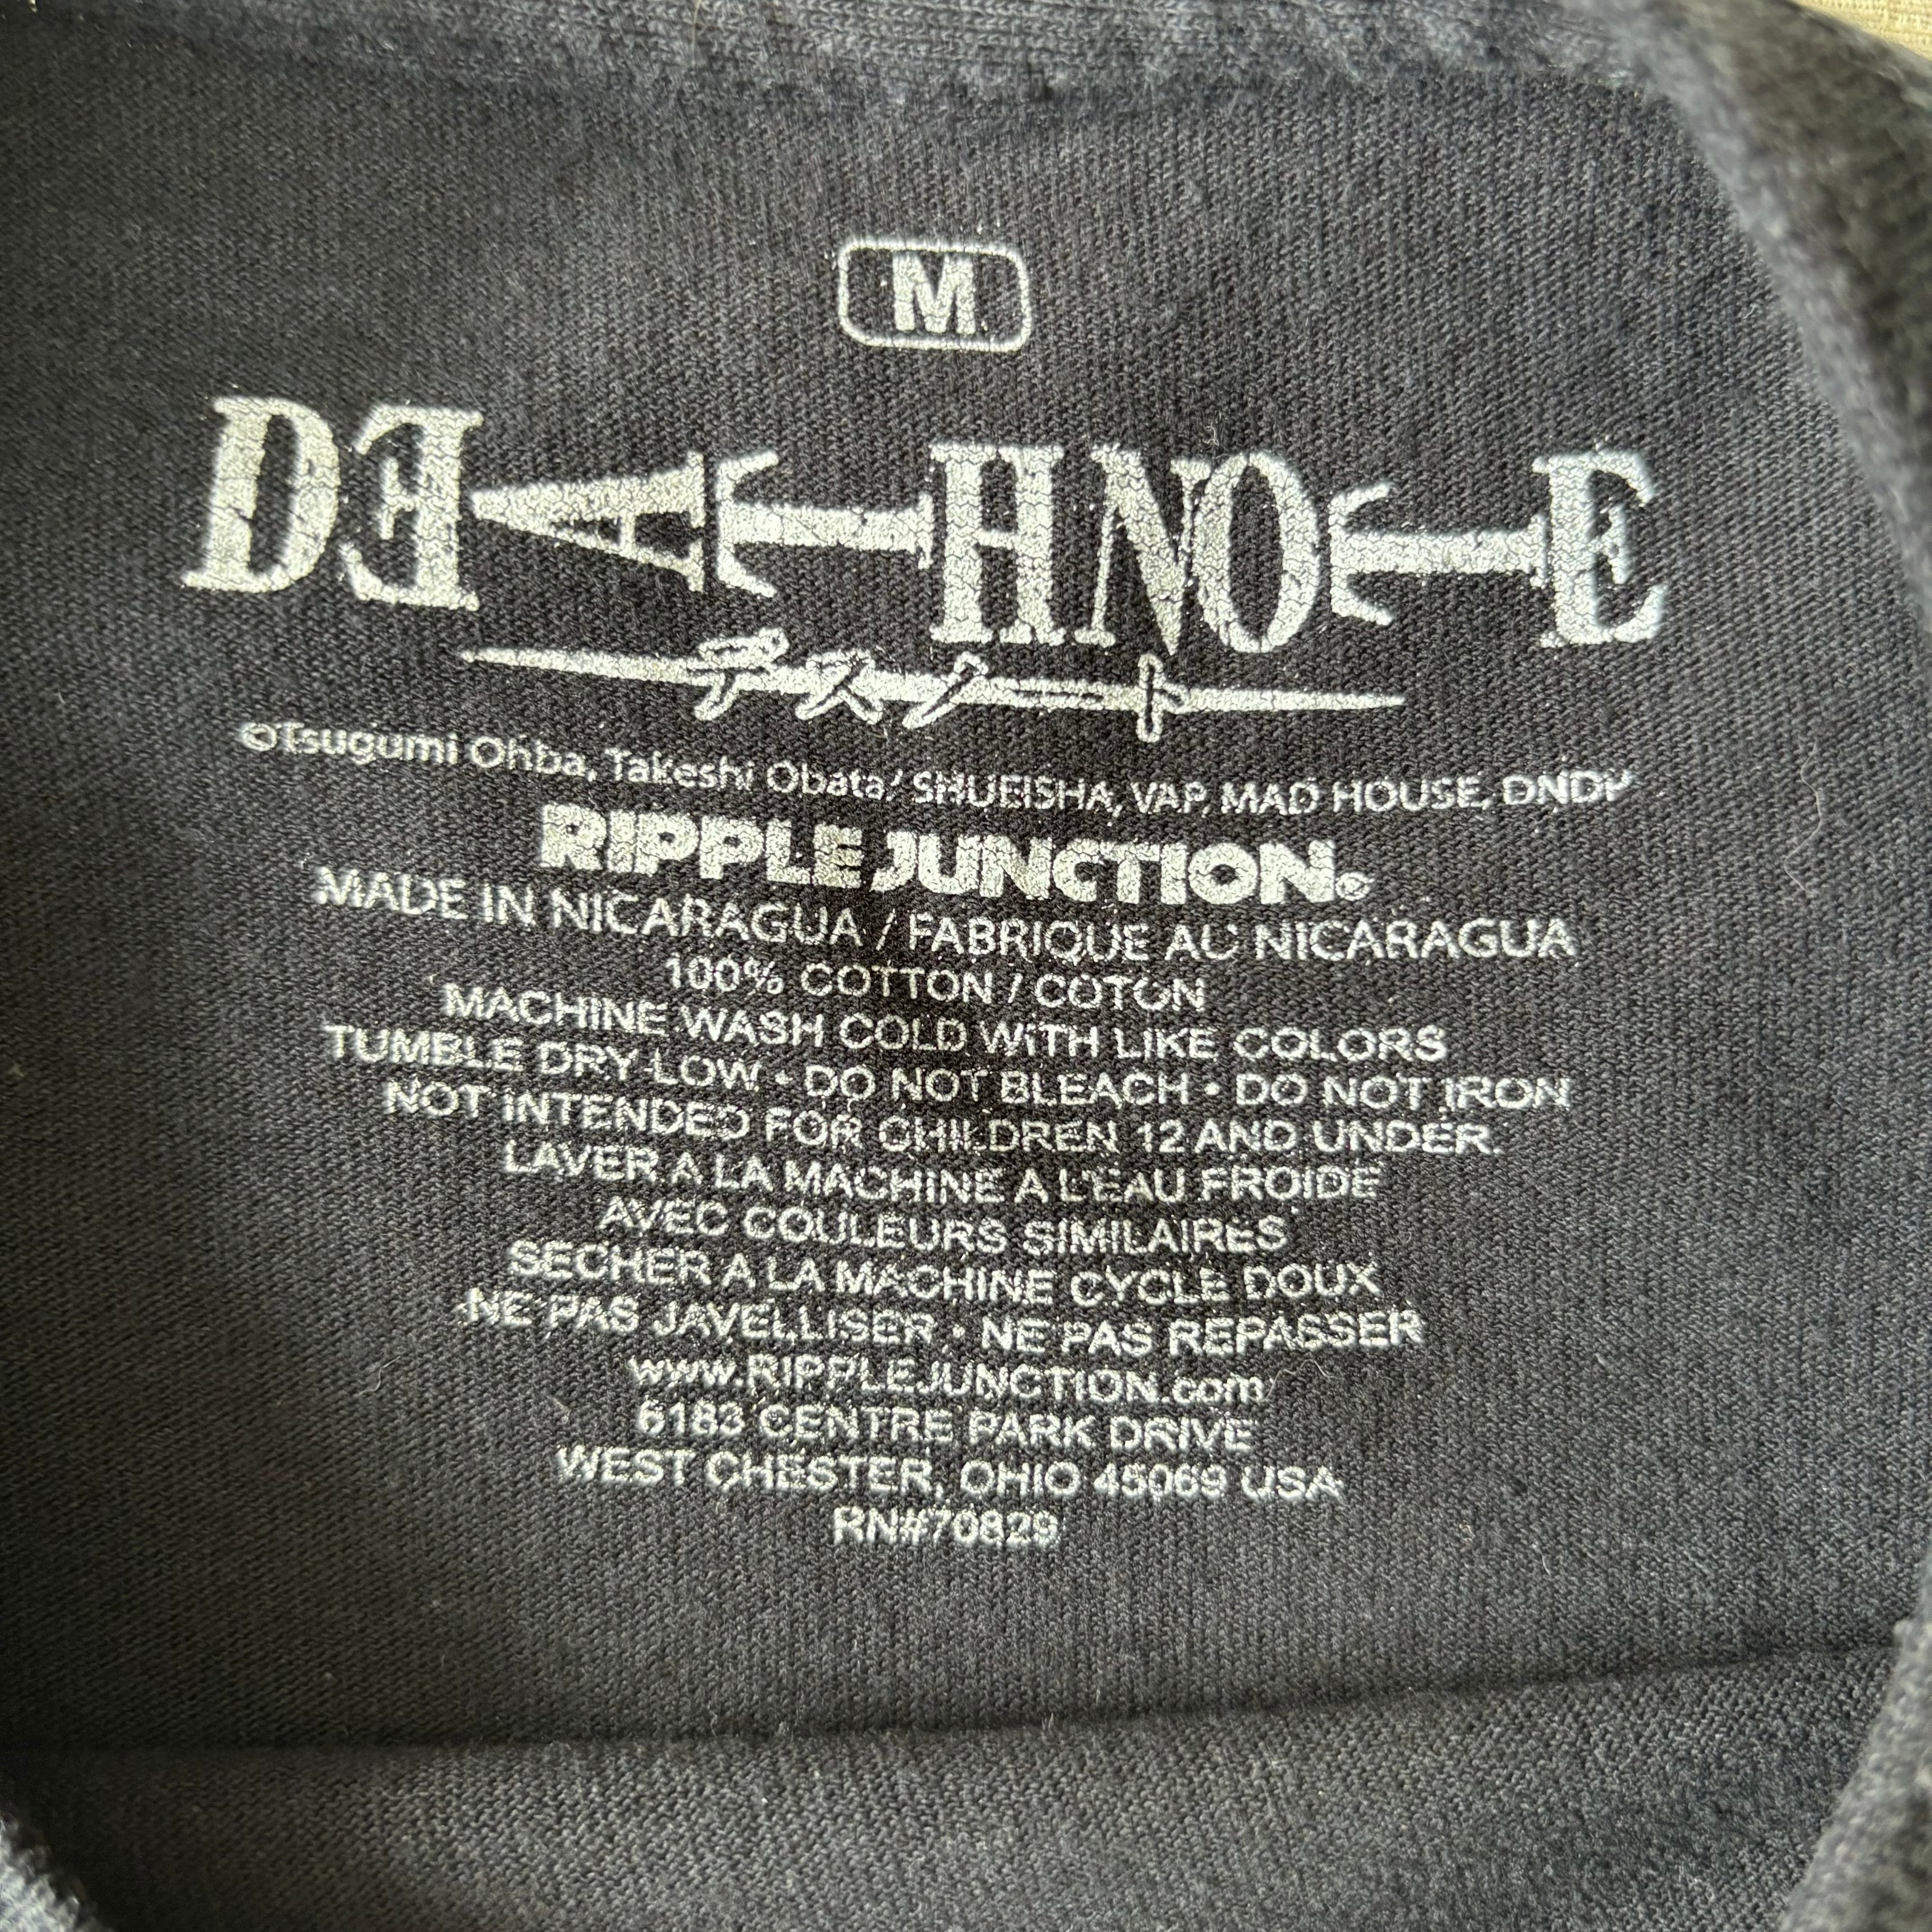 M
DEATHNOTE
デスノート
©Tsugumi Ohba, Takeshi Obata/ SHUEISHA, VAP, MAD HOUSE, DNDP
RIPPLE JUNCTION®
MADE IN NICARAGUA / FABRIQUE AU NICARAGUA
100% COTTON / COTON
MACHINE WASH COLD WITH LIKE COLORS
TUMBLE DRY LOW • DO NOT BLEACH • DO NOT IRON
NOT INTENDED FOR CHILDREN 12 AND UNDER.
LAVER A LA MACHINE A L'EAU FROIDE
AVEC COULEURS SIMILAIRES
SECHER A LA MACHINE CYCLE DOUX
NE PAS JAVELLISER • NE PAS REPASSER
www.RIPPLEJUNCTION.com
6183 CENTRE PARK DRIVE
WEST CHESTER, OHIO 45069 USA
RN#70829